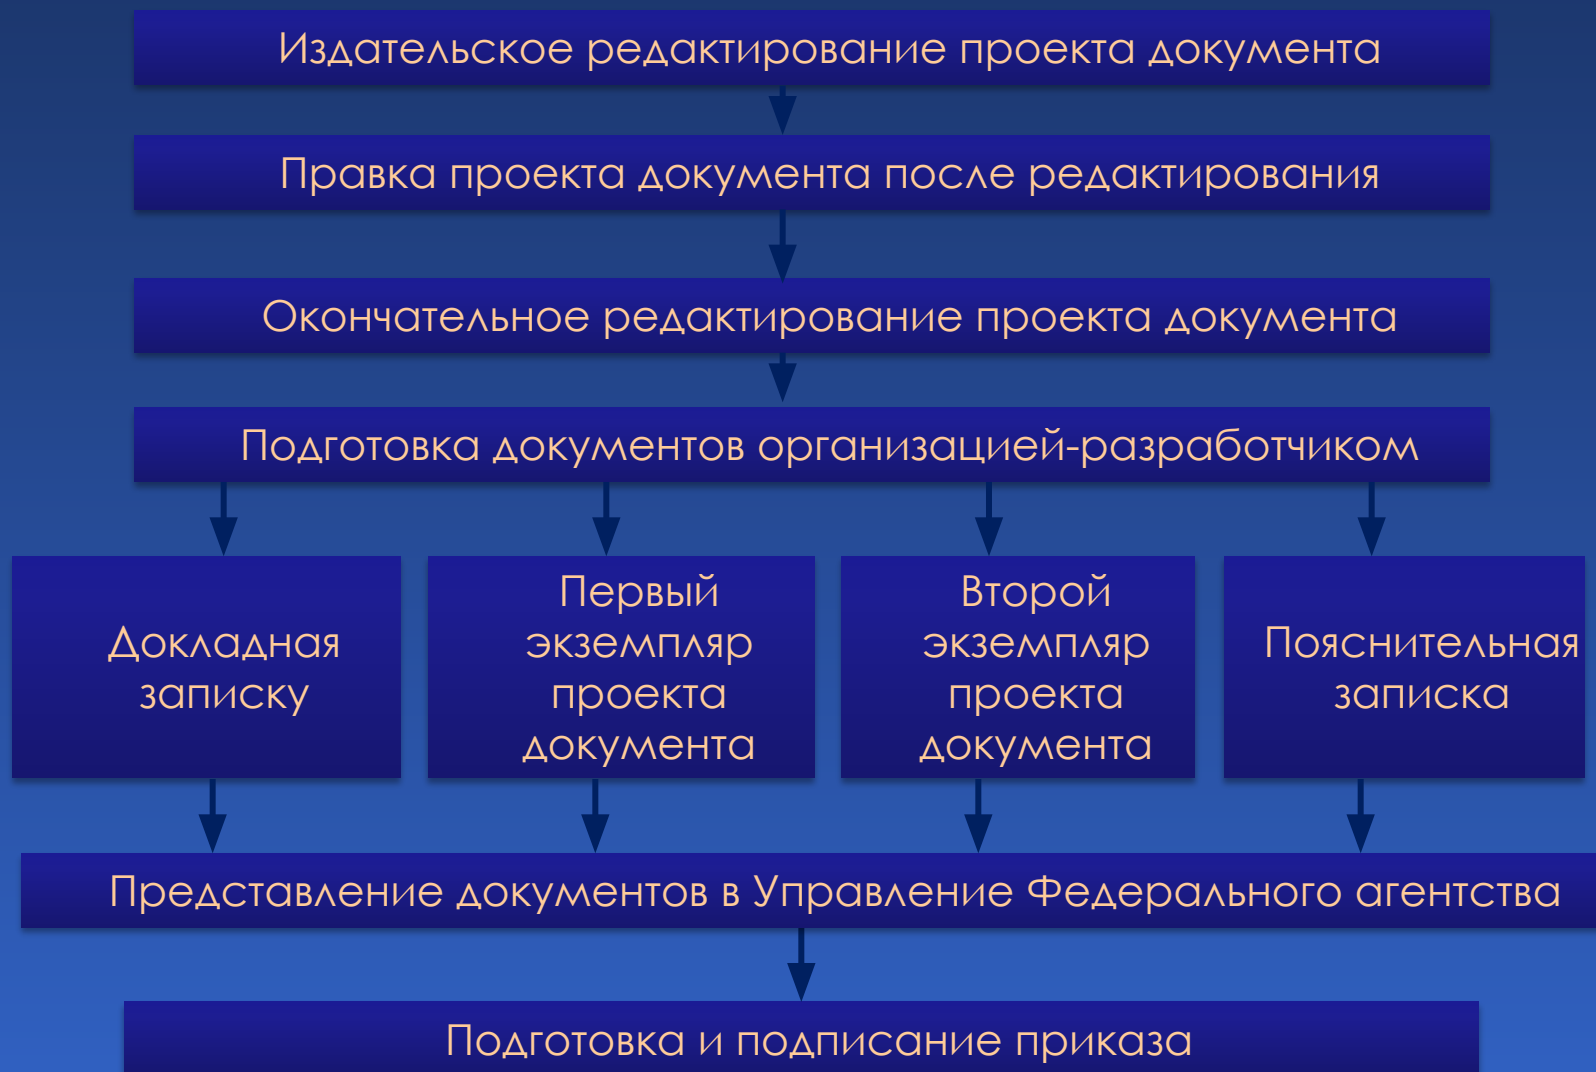 Издательское редактирование проекта документа
Правка проекта документа после редактирования
Окончательное редактирование проекта документа
Подготовка документов организацией-разработчиком
Докладная
записку
Первый
экземпляр
проекта
документа
Второй
экземпляр
проекта
документа
Пояснительная
записка
Представление документов в Управление Федерального агентства
Подготовка и подписание приказа